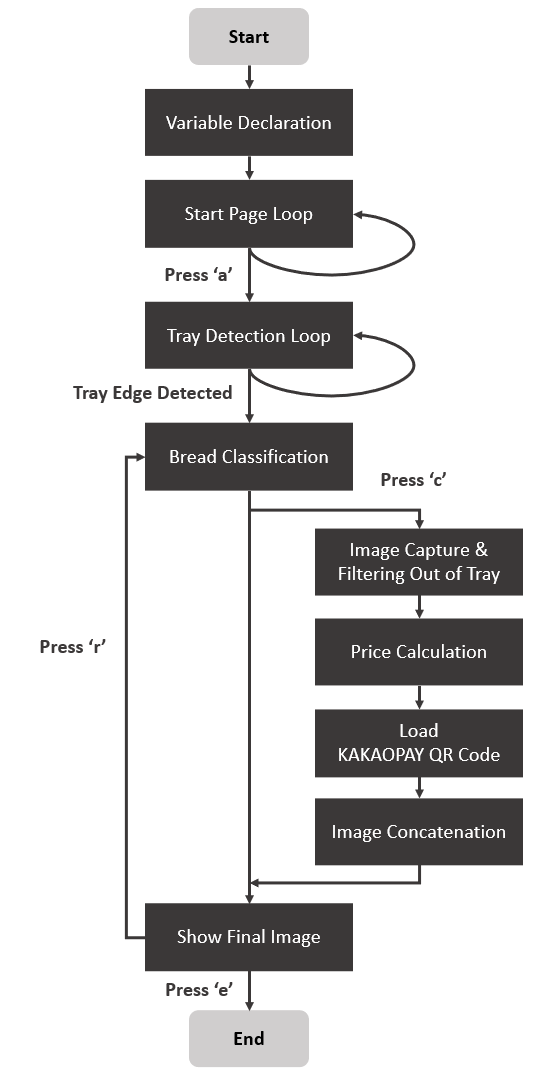 Start
Variable Declaration
Start Page Loop
Press ‘a’
Tray Detection Loop
Tray Edge Detected
Bread Classification
Press ‘c’
Image Capture &
Filtering Out of Tray
Press ‘r’
Price Calculation
Load
KAKAOPAY QR Code
Image Concatenation
Show Final Image
Press ‘e’
End